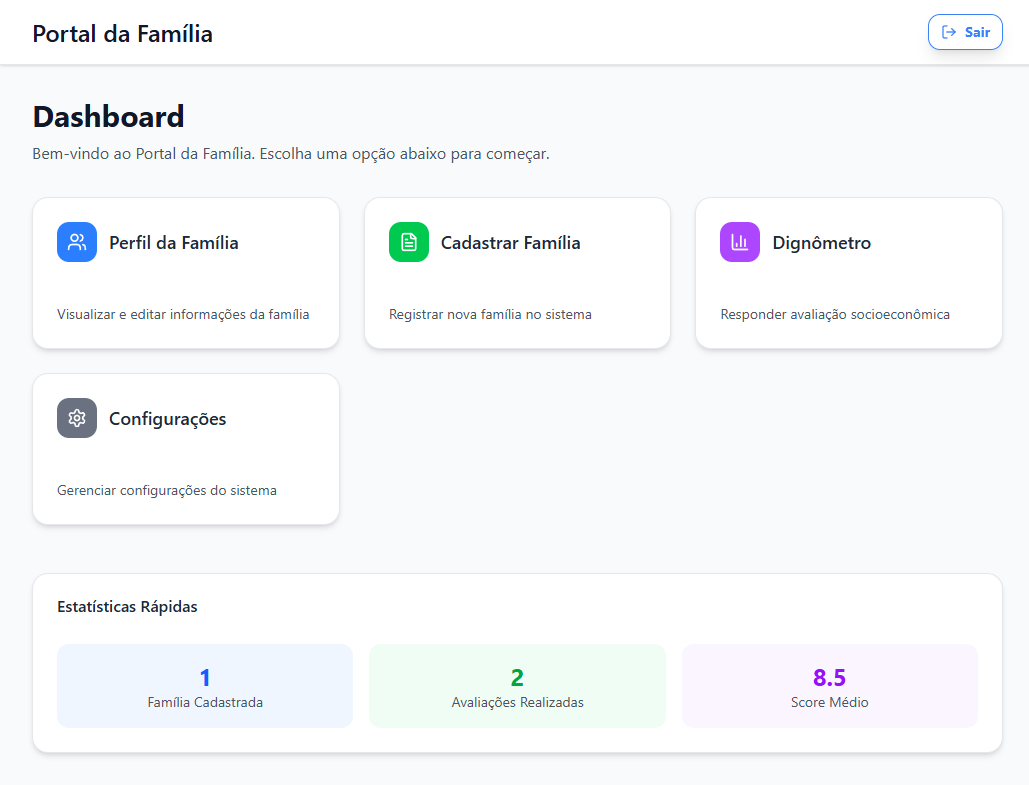 Portal da Família
Sair
Dashboard
Bem-vindo ao Portal da Família. Escolha uma opção abaixo para começar.
Perfil da Família
Visualizar e editar informações da família
Cadastrar Família
Registrar nova família no sistema
Dignômetro
Responder avaliação socioeconômica
Configurações
Gerenciar configurações do sistema
Estatísticas Rápidas
1
Família Cadastrada
2
Avaliações Realizadas
8.5
Score Médio